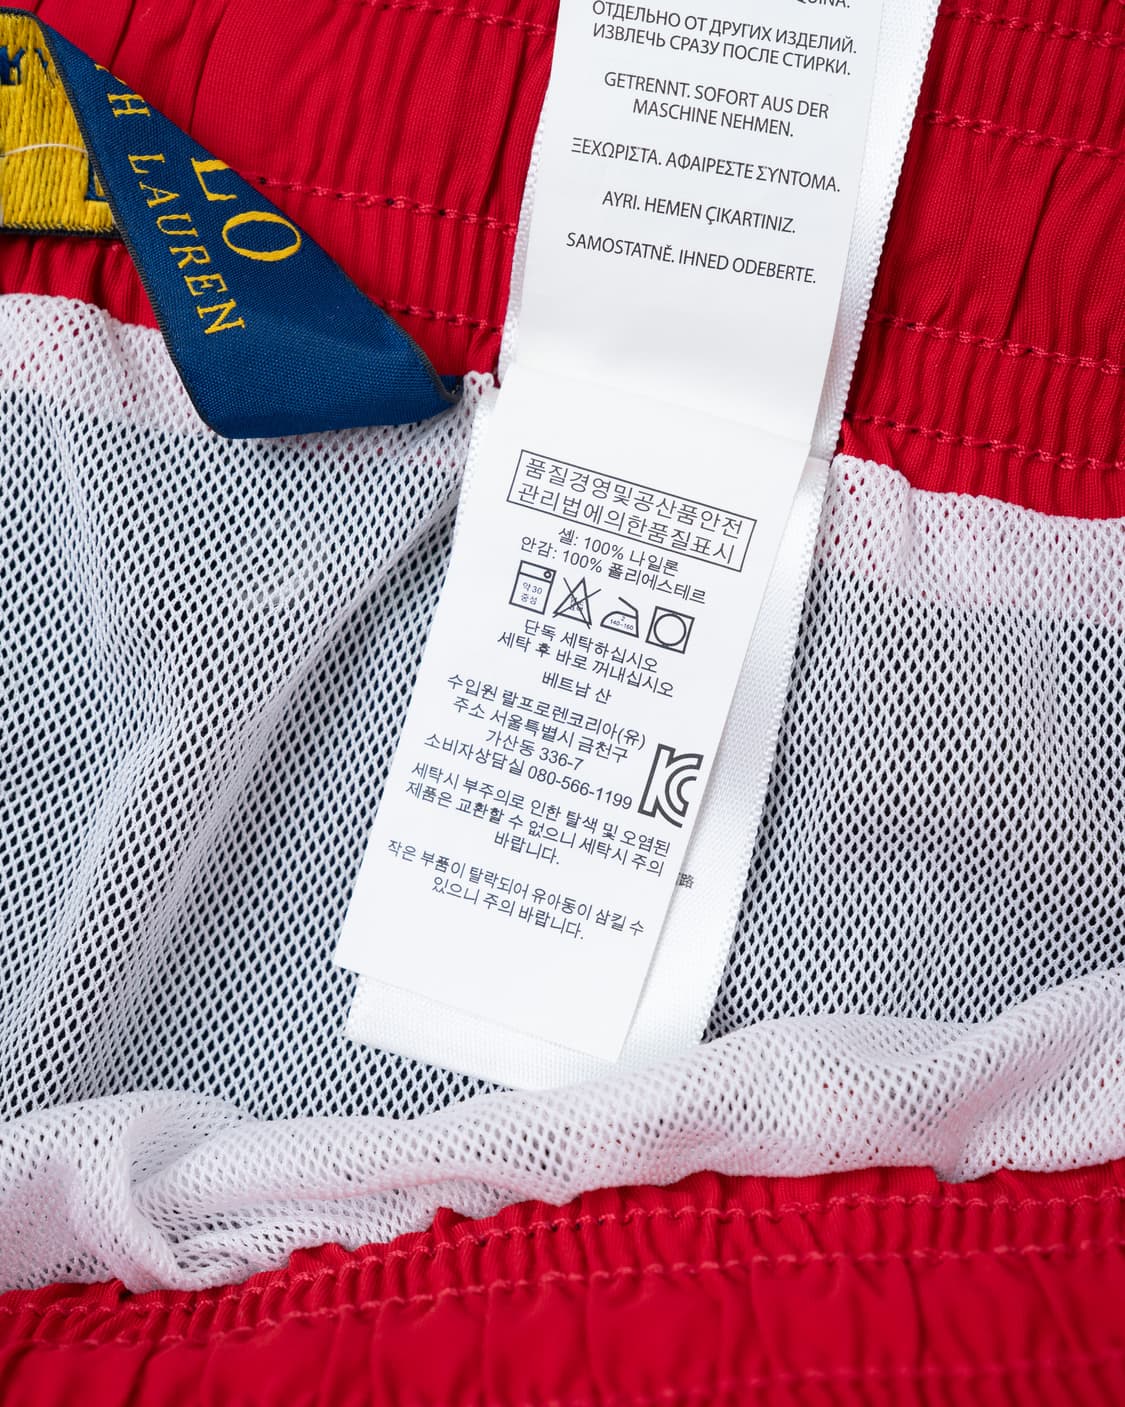 LO
H LAUREN
QUINA.
ОТДЕЛЬНО ОТ ДРУГИХ ИЗДЕЛИЙ.
ИЗВЛЕЧЬ СРАЗУ ПОСЛЕ СТИРКИ.
GETRENNT. SOFORT AUS DER
MASCHINE NEHMEN.
ΞΕΧΩΡΙΣΤΑ. ΑΦΑΙΡΕΣΤΕ ΣΥΝΤΟΜΑ.
AYRI. HEMEN ÇIKARTINIZ.
SAMOSTATNĚ. IHNED ODEBERTE.
품질경영및공산품안전
관리법에의한품질표시
셸: 100% 나일론
안감: 100% 폴리에스테르
약 30
중성
140~160
단독 세탁하십시오
세탁 후 바로 꺼내십시오
베트남 산
수입원 랄프로렌코리아(유)
주소 서울특별시 금천구
가산동 336-7
소비자상담실 080-566-1199
세탁시 부주의로 인한 탈색 및 오염된
제품은 교환할 수 없으니 세탁시 주의
바랍니다.
작은 부품이 탈락되어 유아동이 삼킬 수
있으니 주의 바랍니다.
路